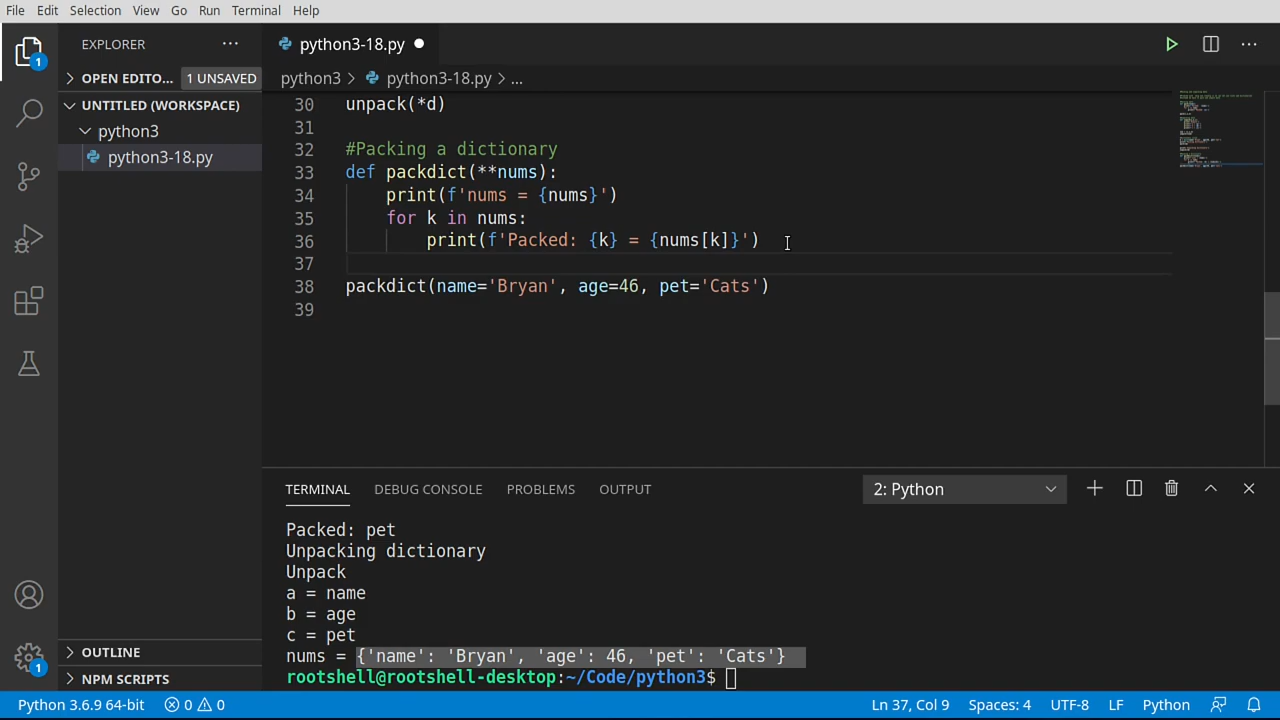 File Edit Selection View Go Run Terminal Help
EXPLORER
python3-18.py
1
OPEN EDITO... 1 UNSAVED
python3 > python3-18.py > ...
UNTITLED (WORKSPACE)
python3
python3-18.py
30 unpack(*d)
31
32 #Packing a dictionary
33 def packdict(**nums):
34 print(f'nums = {nums}')
35 for k in nums:
36 print(f'Packed: {k} = {nums[k]}')
37
38 packdict(name='Bryan', age=46, pet='Cats')
39
TERMINAL DEBUG CONSOLE PROBLEMS OUTPUT 2: Python
Packed: pet
Unpacking dictionary
Unpack
a = name
b = age
c = pet
nums = {'name': 'Bryan', 'age': 46, 'pet': 'Cats'}
rootshell@rootshell-desktop:~/Code/python3$
OUTLINE
1
NPM SCRIPTS
Python 3.6.9 64-bit 0 0 Ln 37, Col 9 Spaces: 4 UTF-8 LF Python